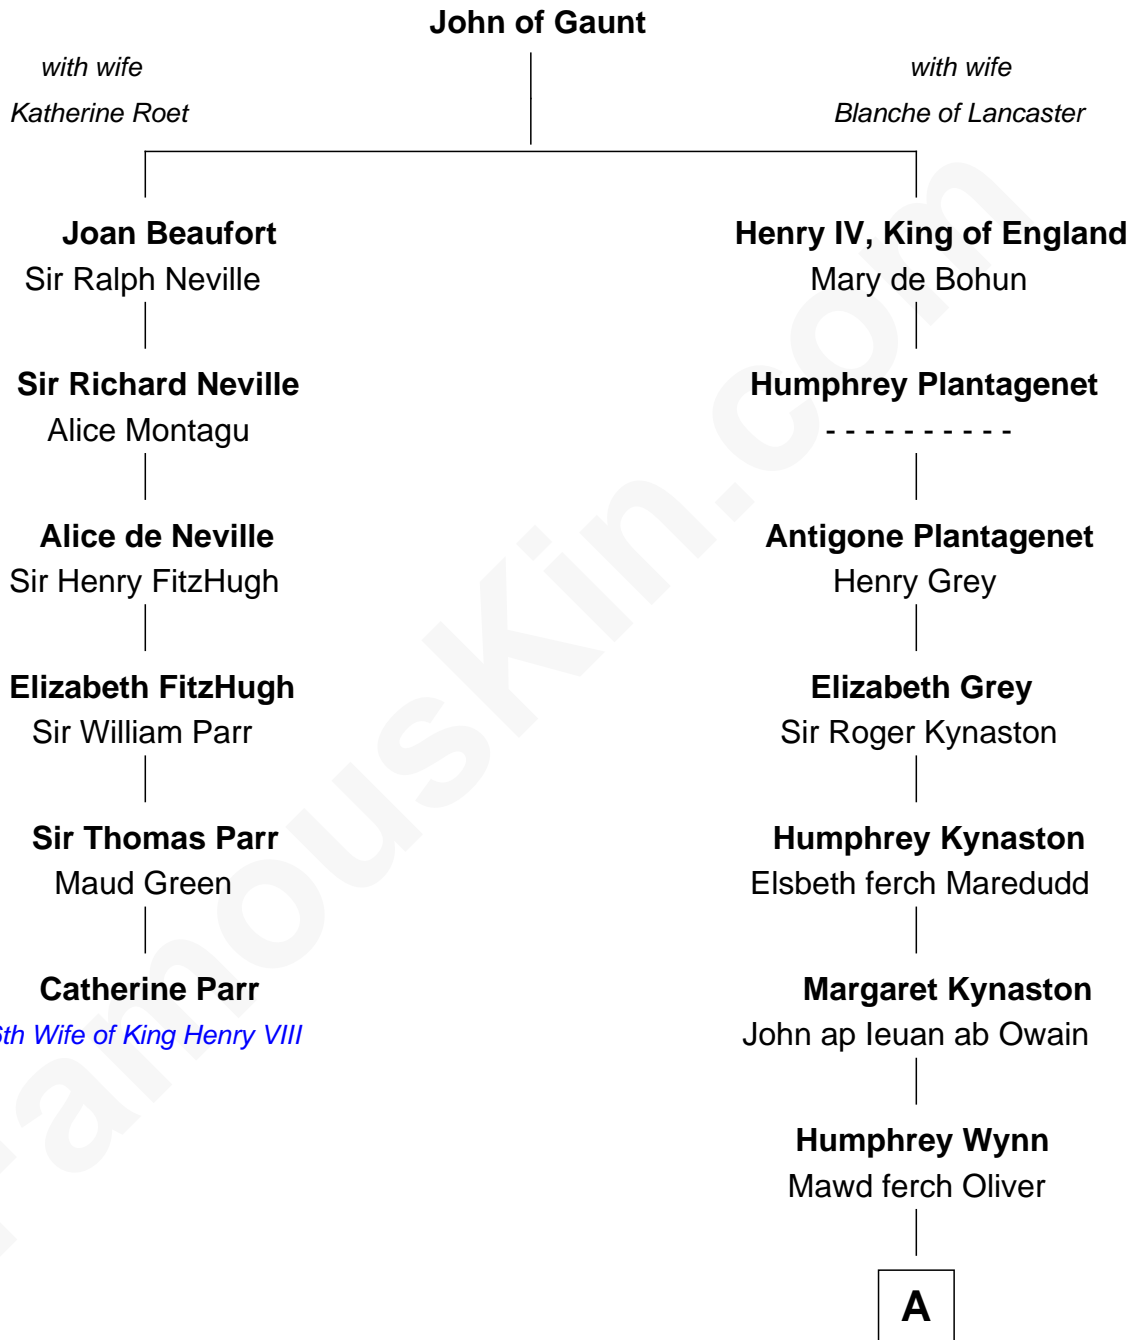 John of Gaunt
with wife
Katherine Roet
with wife
Blanche of Lancaster
Joan Beaufort
Sir Ralph Neville
Henry IV, King of England
Mary de Bohun
Sir Richard Neville
Alice Montagu
Humphrey Plantagenet
- - - - - - - - - -
Alice de Neville
Sir Henry FitzHugh
Antigone Plantagenet
Henry Grey
Elizabeth FitzHugh
Sir William Parr
Elizabeth Grey
Sir Roger Kynaston
Sir Thomas Parr
Maud Green
Humphrey Kynaston
Elsbeth ferch Maredudd
Catherine Parr
6th Wife of King Henry VIII
Margaret Kynaston
John ap Ieuan ab Owain
Humphrey Wynn
Mawd ferch Oliver
A
FamousKin.com